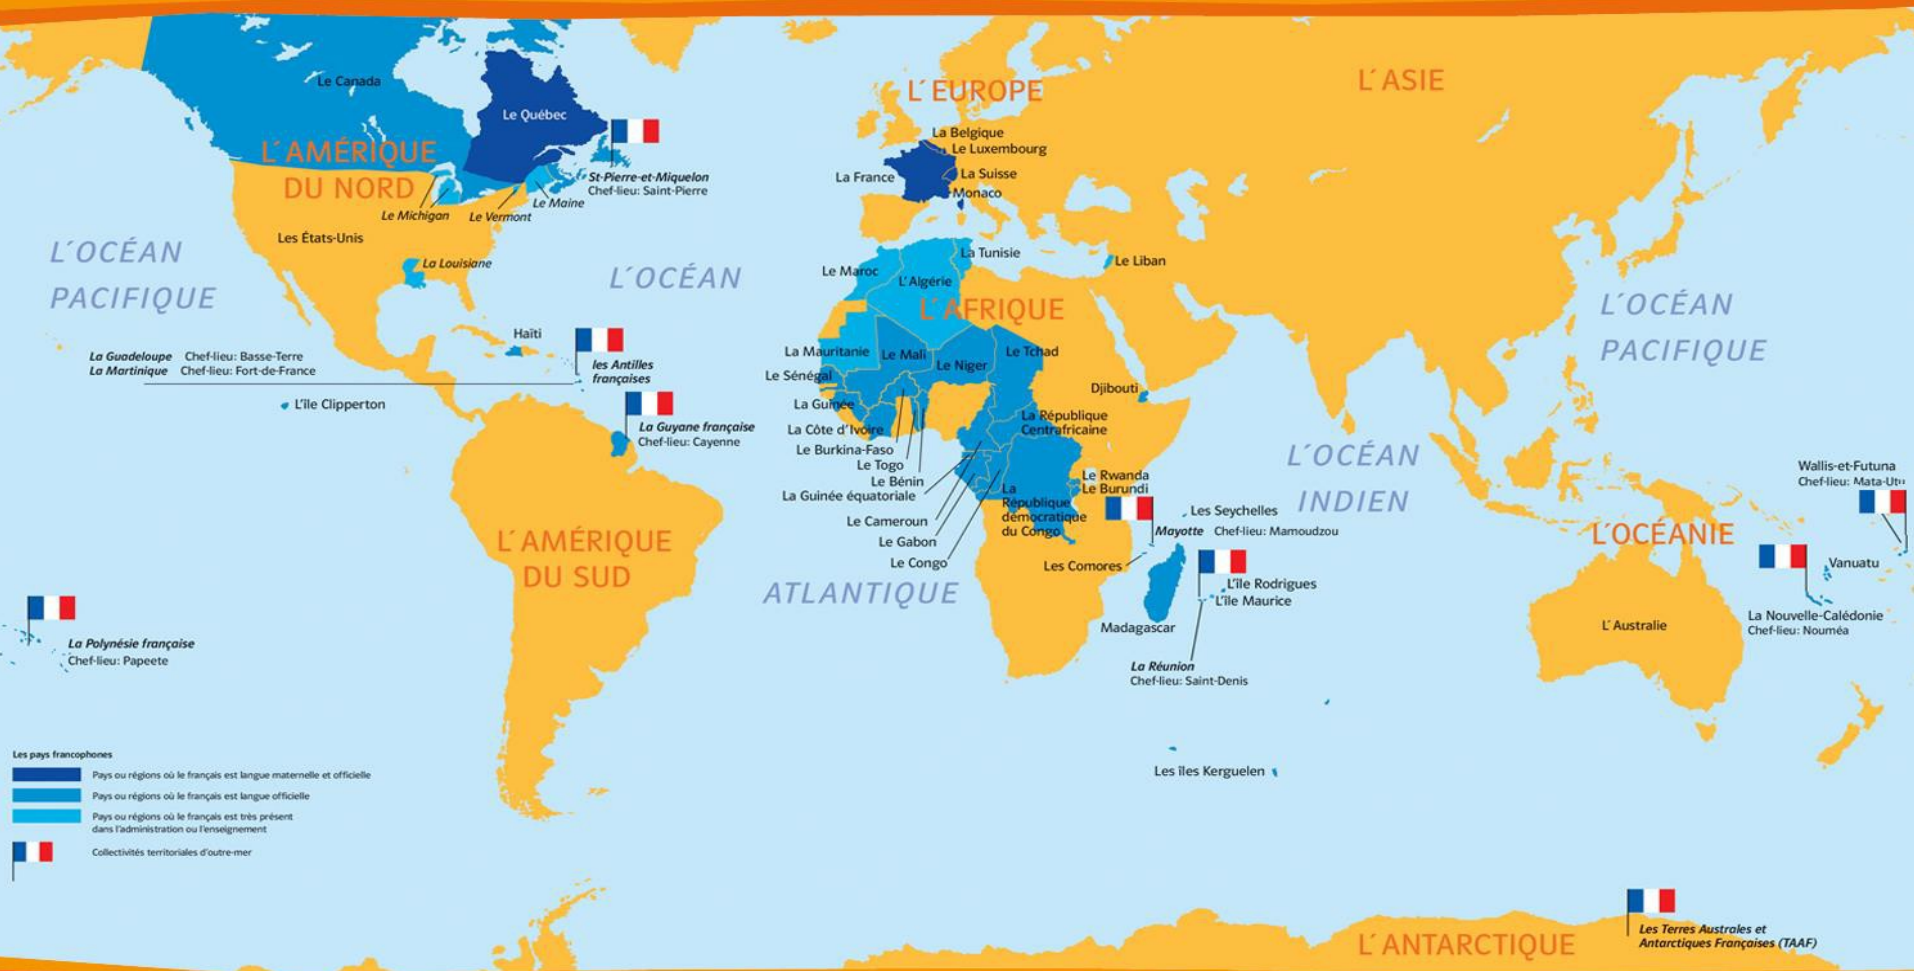 Le Canada
Le Québec
L´AMÉRIQUE
DU NORD
St-Pierre-et-Miquelon
Chef-lieu: Saint-Pierre
Le Michigan
Le Vermont
Le Maine
Les États-Unis
La Louisiane
L´OCÉAN
PACIFIQUE
L´OCÉAN
Haïti
La Guadeloupe Chef-lieu: Basse-Terre
La Martinique Chef-lieu: Fort-de-France
les Antilles
françaises
L'île Clipperton
La Guyane française
Chef-lieu: Cayenne
L´AMÉRIQUE
DU SUD
La Polynésie française
Chef-lieu: Papeete
L´EUROPE
La Belgique
Le Luxembourg
La France
La Suisse
Monaco
L´ASIE
La Tunisie
Le Maroc
L'Algérie
Le Liban
L´AFRIQUE
La Mauritanie
Le Mali
Le Niger
Le Tchad
Le Sénégal
Djibouti
La Guinée
La République
Centrafricaine
La Côte d'Ivoire
Le Burkina-Faso
Le Togo
Le Bénin
La Guinée équatoriale
Le Cameroun
Le Gabon
Le Congo
La
République
démocratique
du Congo
Le Rwanda
Le Burundi
Les Seychelles
Mayotte Chef-lieu: Mamoudzou
Les Comores
L'île Rodrigues
L'île Maurice
Madagascar
La Réunion
Chef-lieu: Saint-Denis
ATLANTIQUE
L´OCÉAN
INDIEN
L´OCÉAN
PACIFIQUE
Wallis-et-Futuna
Chef-lieu:
L´OCÉANIE
Vanuatu
La Nouvelle-Calédonie
Chef-lieu: Nouméa
L´Australie
Les îles Kerguelen
Les pays francophones
Pays ou régions où le français est langue maternelle et officielle
Pays ou régions où le français est langue officielle
Pays ou régions où le français est très présent
dans l'administration ou l'enseignement
Collectivités territoriales d'outre-mer
L´ANTARCTIQUE
Les Terres Australes et
Antarctiques Françaises (TAAF)